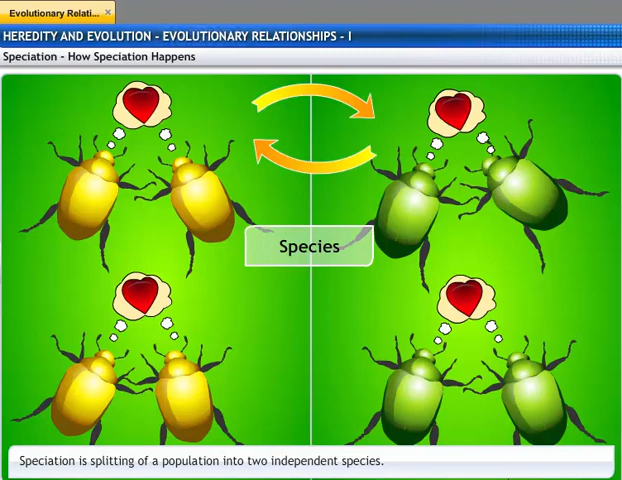 Evolutionary Relati...
HEREDITY AND EVOLUTION - EVOLUTIONARY RELATIONSHIPS - I
Speciation - How Speciation Happens
Species
Speciation is splitting of a population into two independent species.